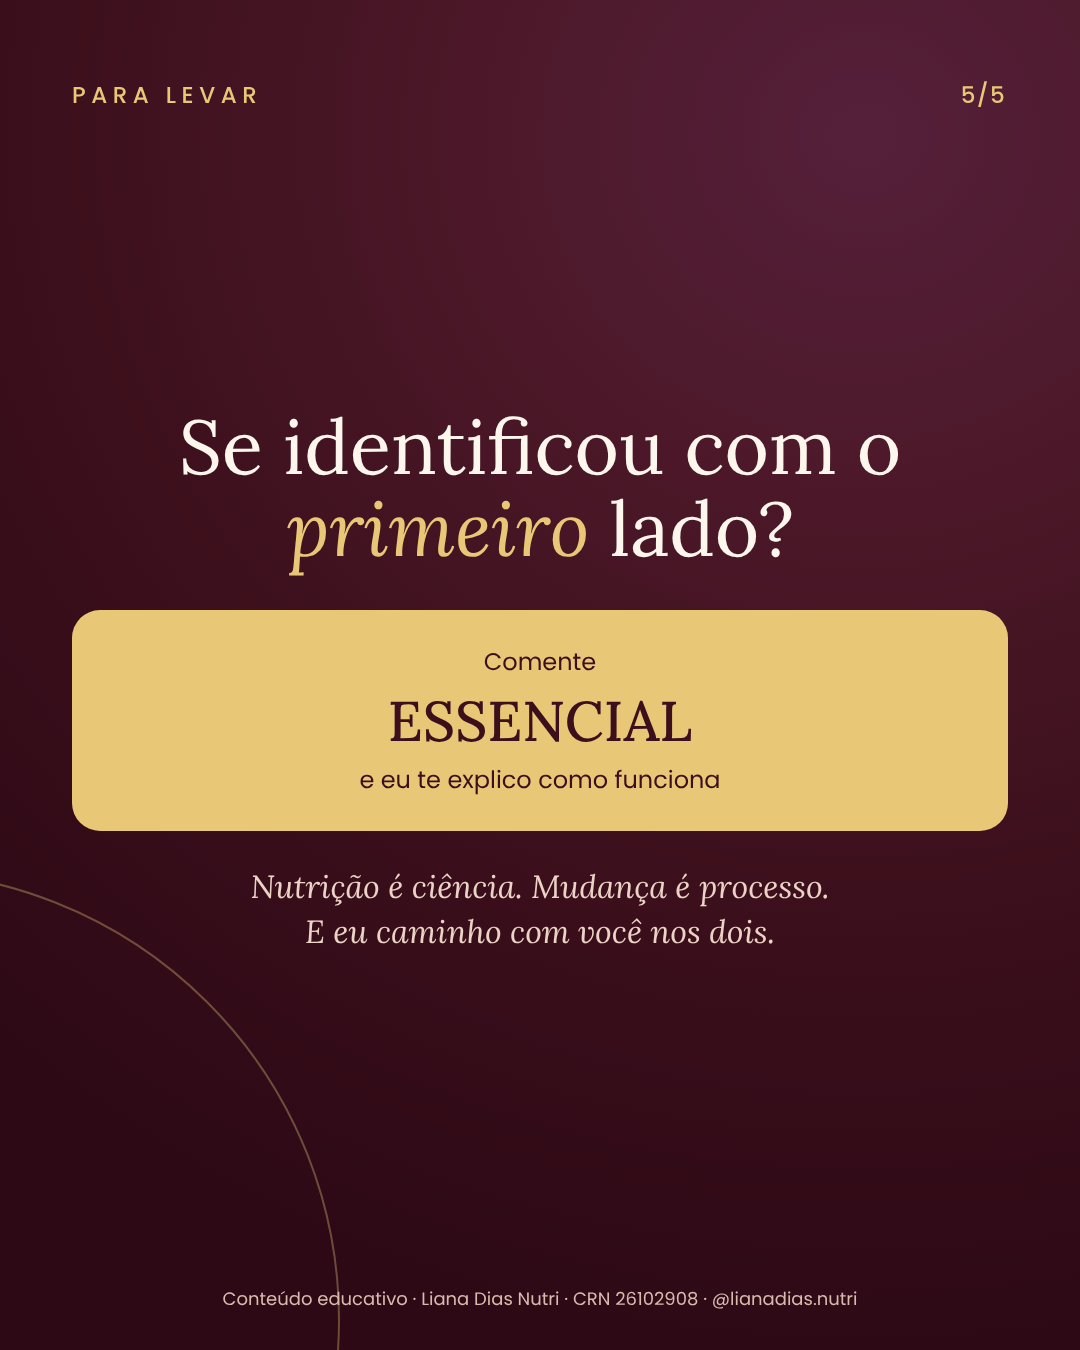 PARA LEVAR
5/5
Se identificou com o
primeiro lado?
Comente
ESSENCIAL
e eu te explico como funciona
Nutrição é ciência. Mudança é processo.
E eu caminho com você nos dois.
Conteúdo educativo · Liana Dias Nutri · CRN 26102908 · @lianadias.nutri